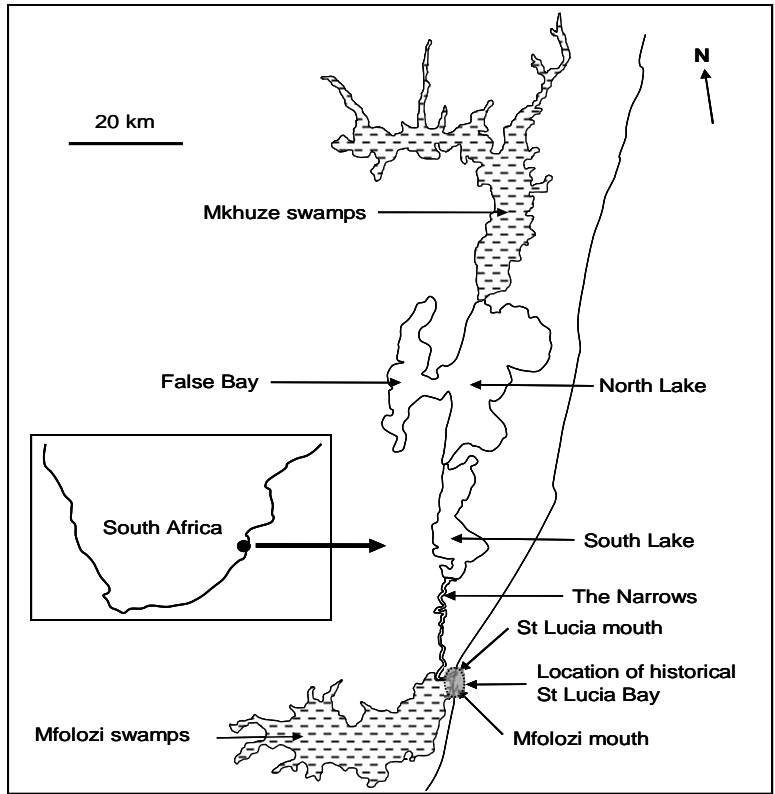 N
20 km
Mkhuze swamps
False Bay
North Lake
South Africa
South Lake
The Narrows
St Lucia mouth
Location of historical
St Lucia Bay
Mfolozi swamps
Mfolozi mouth